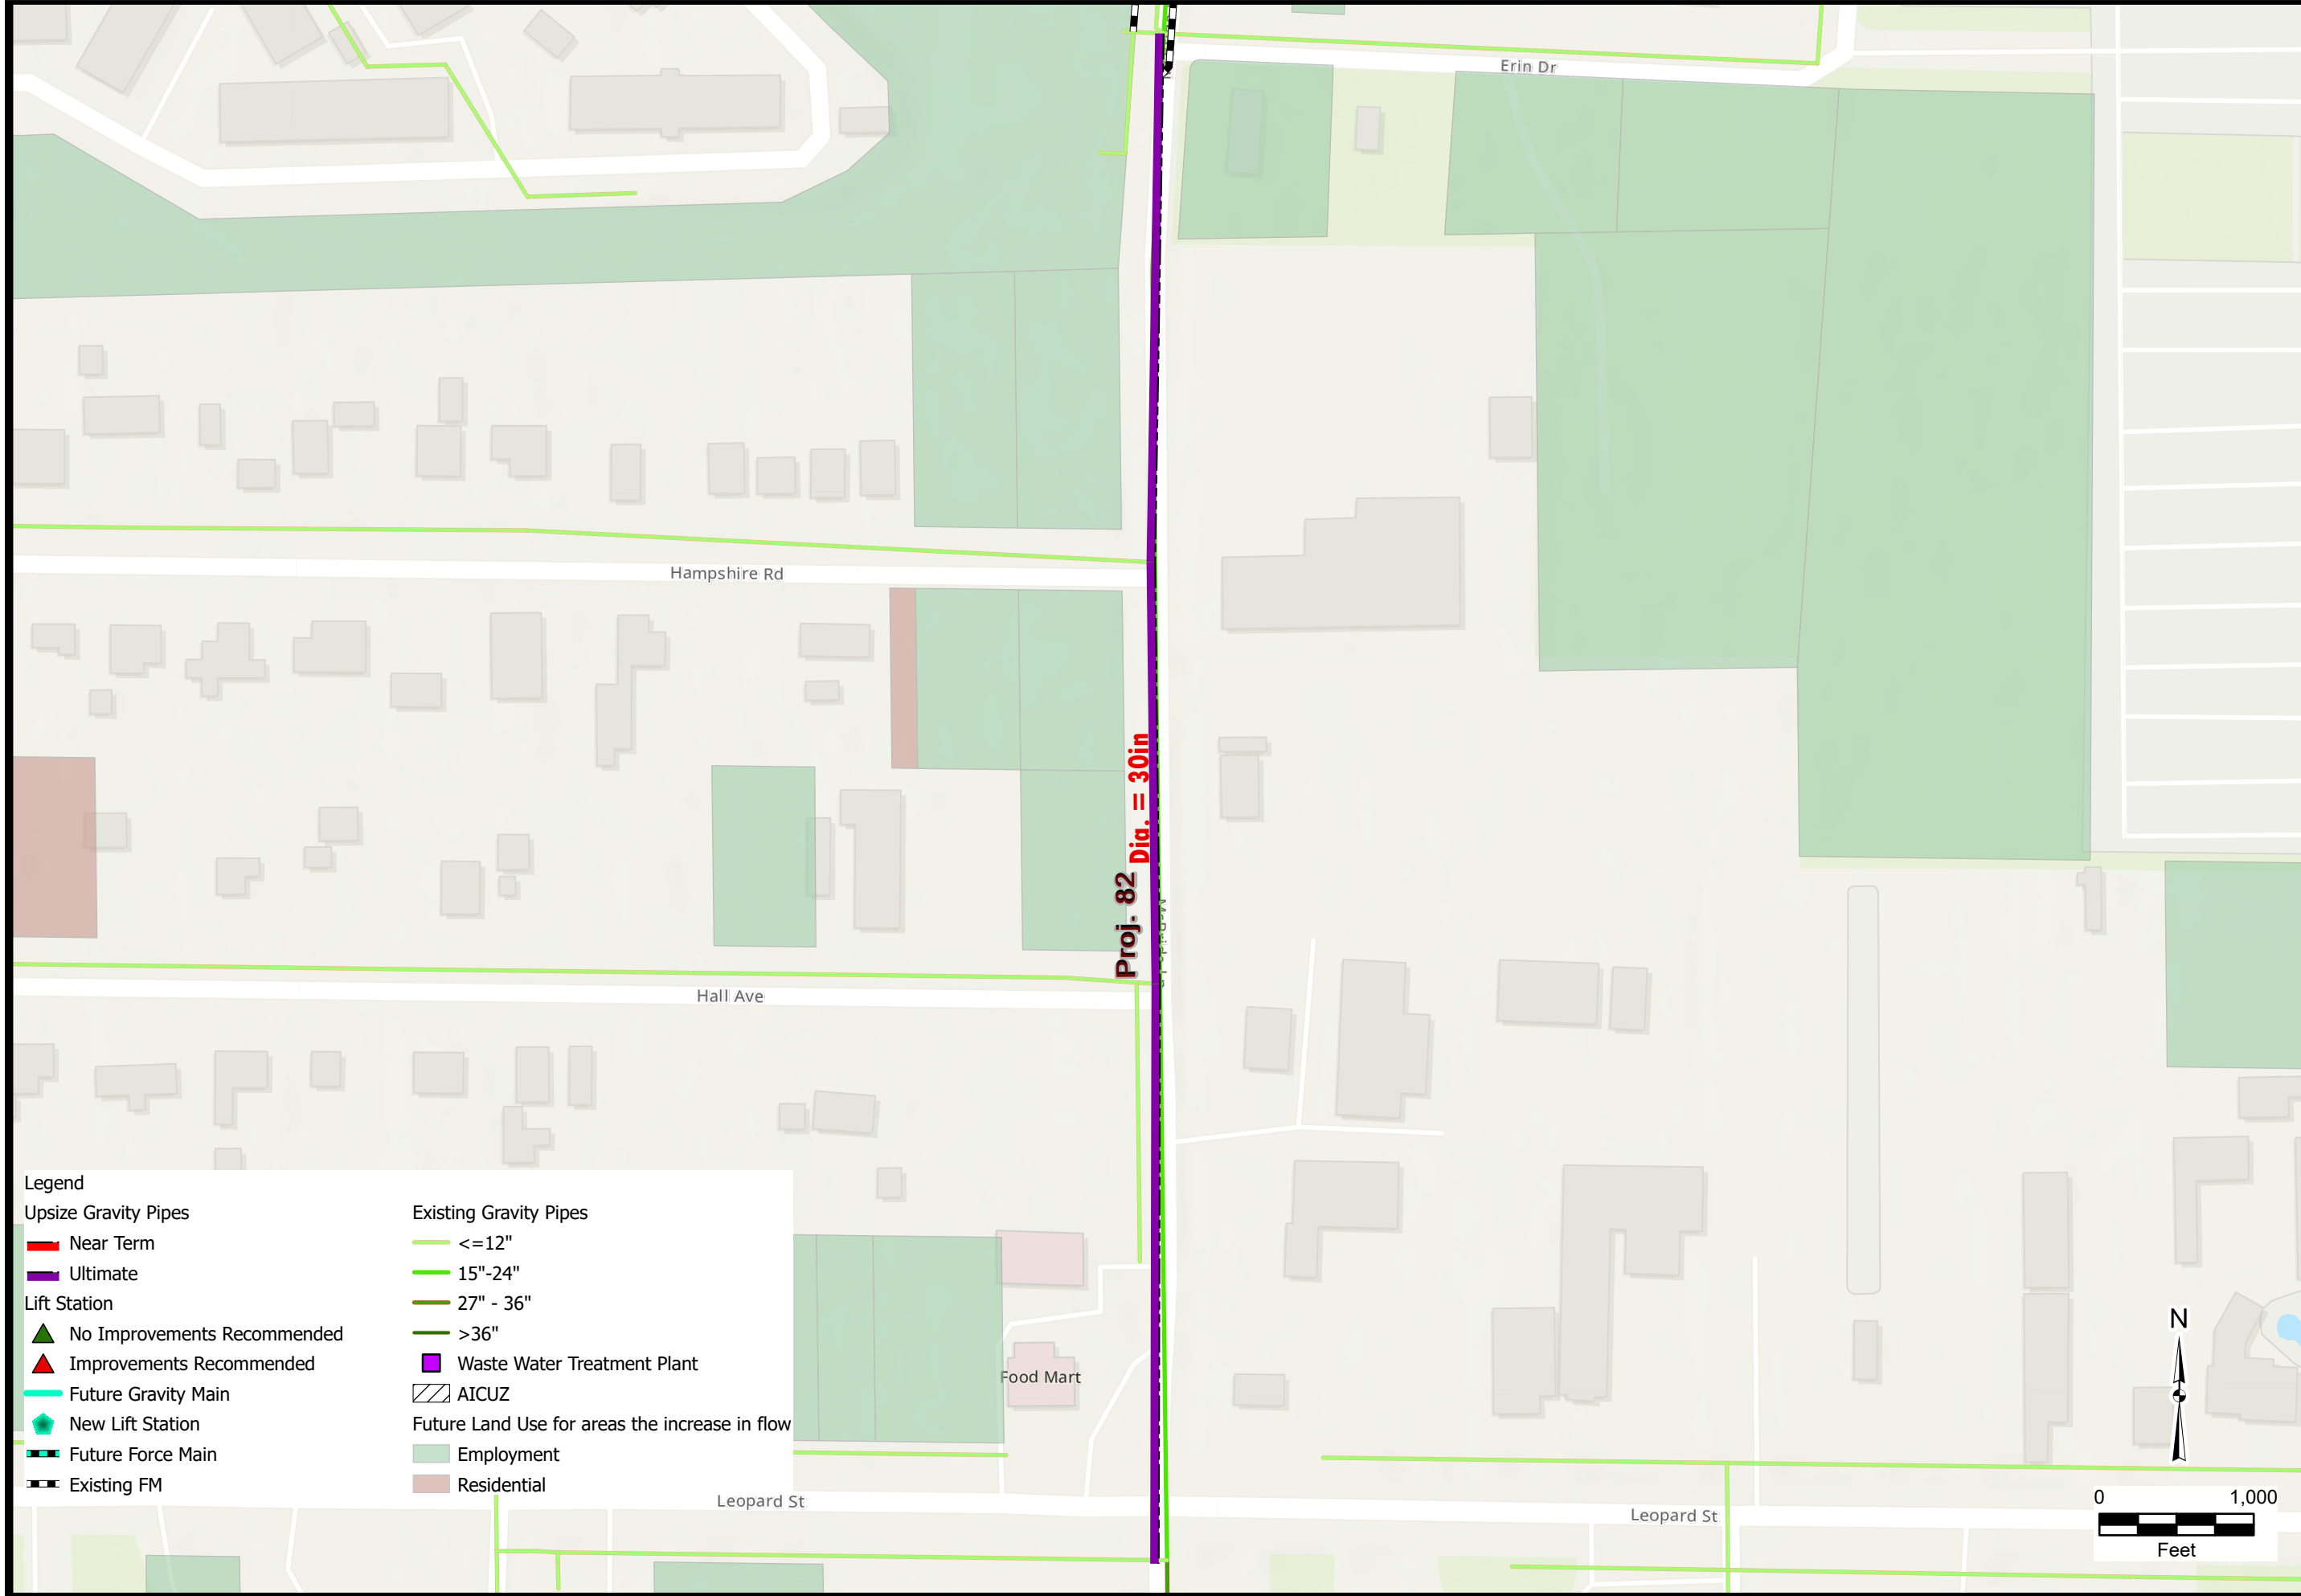 Erin Dr
Hampshire Rd
Dia. = 30in
Proj. 82
McBride Ln
Hall Ave
Food Mart
Leopard St
Leopard St
Legend
Upsize Gravity Pipes
Near Term
Ultimate
Lift Station
No Improvements Recommended
Improvements Recommended
Future Gravity Main
New Lift Station
Future Force Main
Existing FM
Existing Gravity Pipes
<=12"
15"-24"
27" - 36"
>36"
Waste Water Treatment Plant
AICUZ
Future Land Use for areas the increase in flow
Employment
Residential
N
0 1,000
Feet